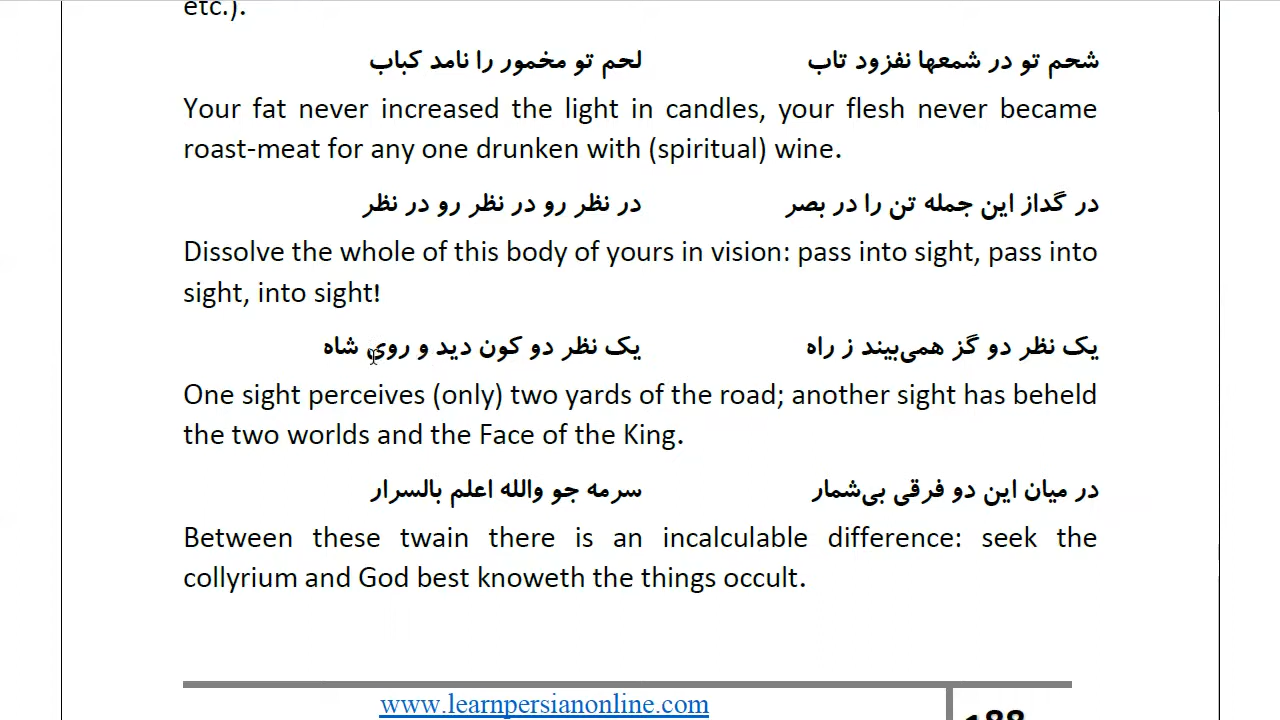 etc.).
شحم تو در شمعها نفزود تاب لحم تو مخمور را نامد کباب
Your fat never increased the light in candles, your flesh never became
roast-meat for any one drunken with (spiritual) wine.
در گداز این جمله تن را در بصر در نظر رو در نظر رو در نظر
Dissolve the whole of this body of yours in vision: pass into sight, pass into
sight, into sight!
یک نظر دو گز همی‌بیند ز راه یک نظر دو کون دید و روی شاه
One sight perceives (only) two yards of the road; another sight has beheld
the two worlds and the Face of the King.
در میان این دو فرقی بی‌شمار سرمه جو والله اعلم بالسرار
Between these twain there is an incalculable difference: seek the
collyrium and God best knoweth the things occult.
www.learnpersianonline.com
188